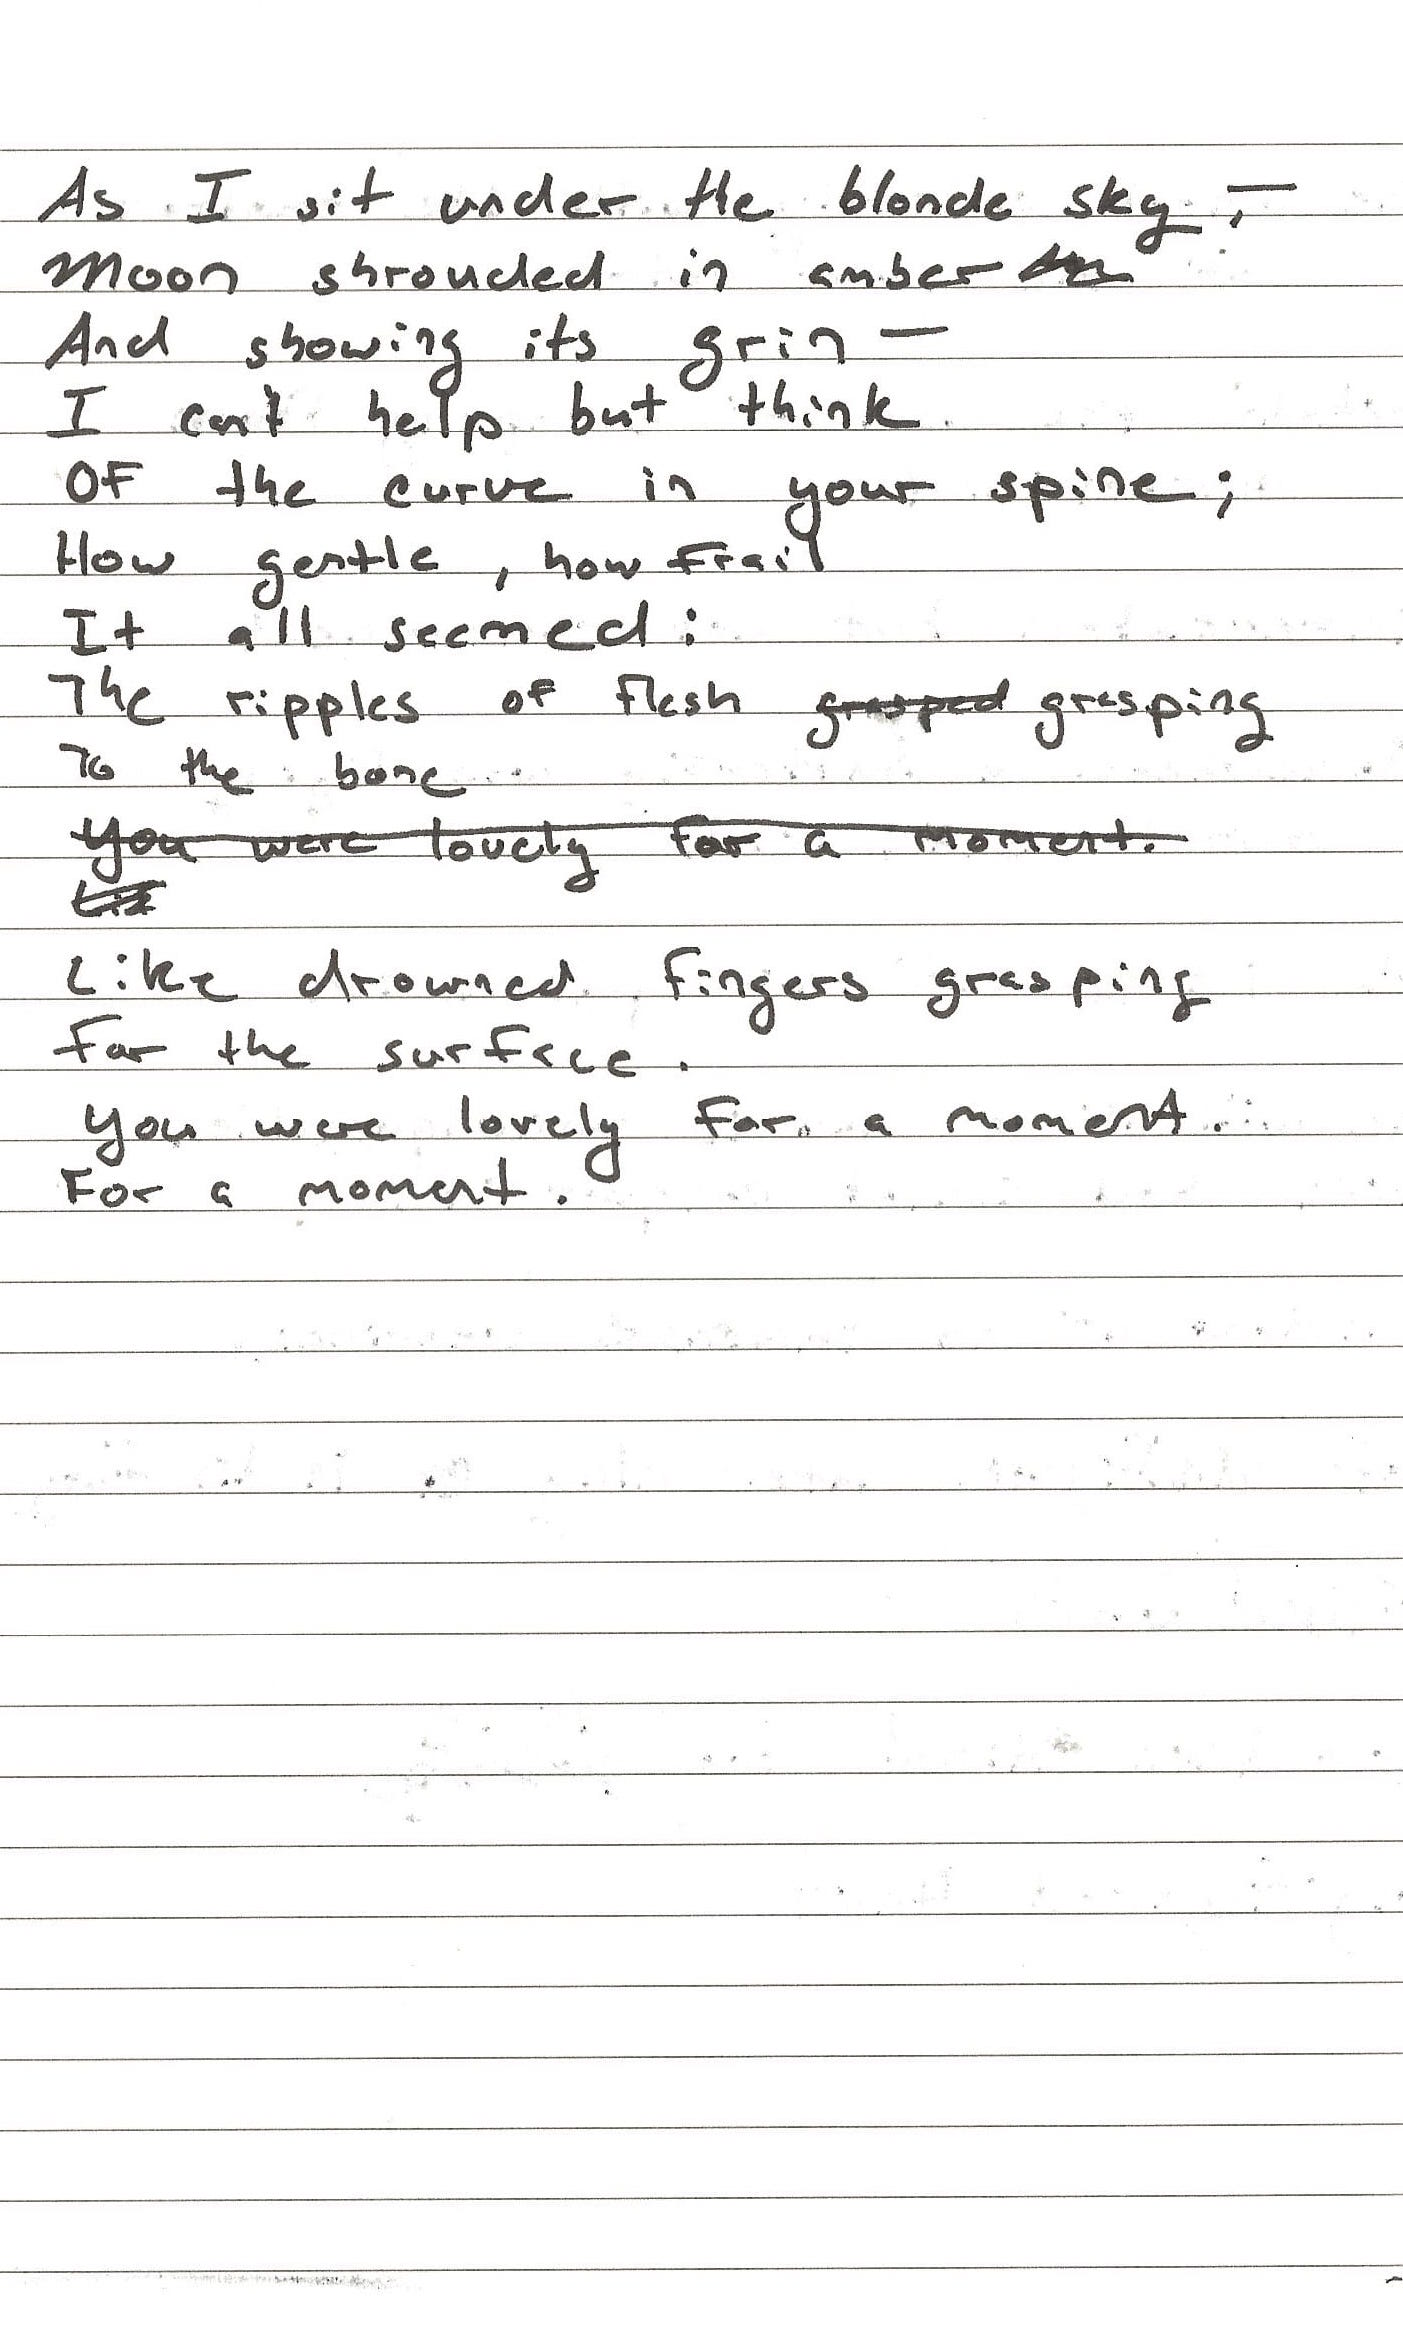 As I sit under the blonde sky, —
Moon shrouded in amber
And showing its grin —
I can't help but think
Of the curve in your spine;
How gentle, how frail
It all seemed:
The ripples of flesh grasped grasping
To the bone
You were lovely for a moment.
Like drowned fingers grasping
For the surface.
You were lovely for a moment.
For a moment.